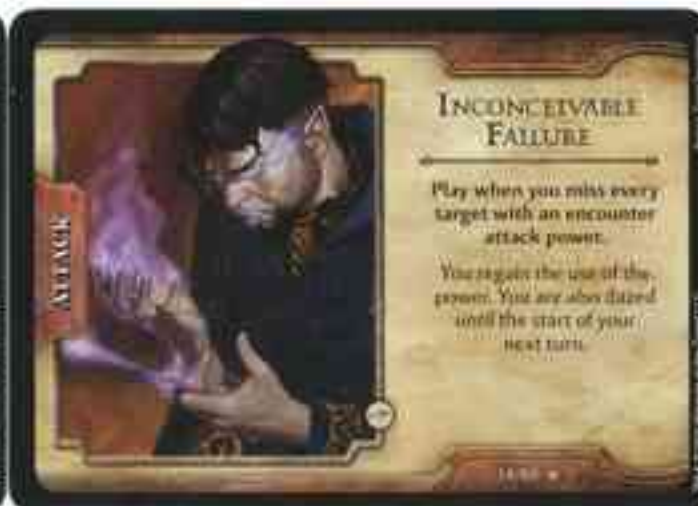 ATTACK
INCONCEIVABLE
FAILURE
Play when you miss every
target with an encounter
attack power.
You regain the use of the
power. You are also dazed
until the start of your
next turn.